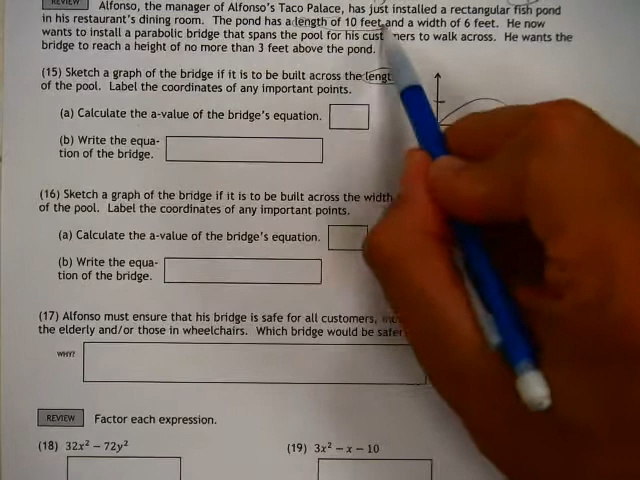 REVIEW Alfonso, the manager of Alfonso's Taco Palace, has just installed a rectangular fish pond
in his restaurant's dining room. The pond has a length of 10 feet and a width of 6 feet. He now
wants to install a parabolic bridge that spans the pool for his customers to walk across. He wants the
bridge to reach a height of no more than 3 feet above the pond.
(15) Sketch a graph of the bridge if it is to be built across the
of the pool. Label the coordinates of any important points.
(a) Calculate the a-value of the bridge's equation.
(b) Write the equa-
tion of the bridge.
(16) Sketch a graph of the bridge if it is to be built across the width
of the pool. Label the coordinates of any important points.
(a) Calculate the a-value of the bridge's equation.
(b) Write the equa-
tion of the bridge.
(17) Alfonso must ensure that his bridge is safe for all customers,
the elderly and/or those in wheelchairs. Which bridge would be safer
WHY?
REVIEW Factor each expression.
(18) 32x² – 72y²
(19) 3x² – x – 10